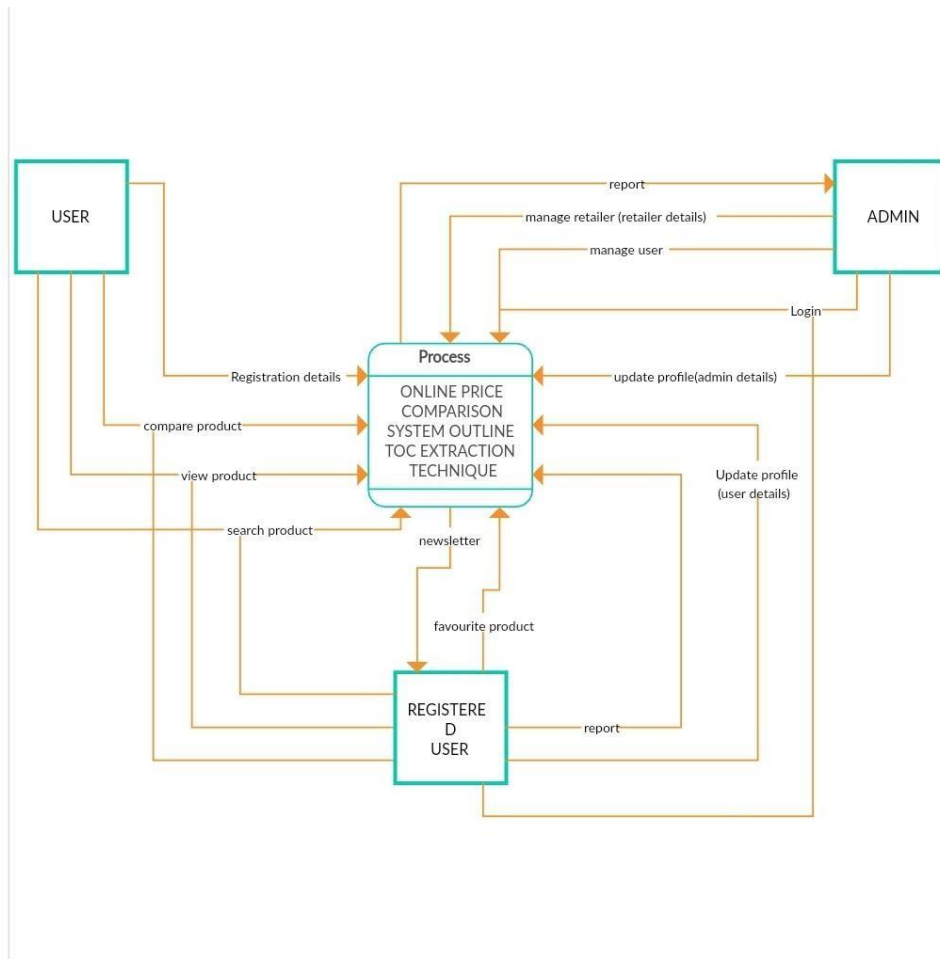 USER
report
ADMIN
manage retailer (retailer details)
manage user
Login
Process
Registration details
update profile(admin details)
ONLINE PRICE
COMPARISON
SYSTEM OUTLINE
TOC EXTRACTION
TECHNIQUE
compare product
view product
Update profile
(user details)
search product
newsletter
favourite product
REGISTERE
D
USER
report